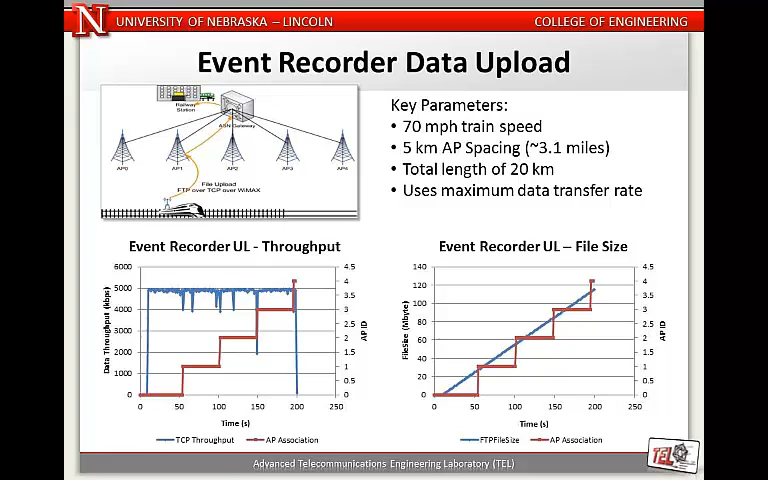 N
UNIVERSITY OF NEBRASKA – LINCOLN
COLLEGE OF ENGINEERING
Event Recorder Data Upload
Railway
Station
ASN Gateway
AP0
AP1
AP2
AP3
AP4
File Upload
FTP over TCP over WiMAX
Key Parameters:
• 70 mph train speed
• 5 km AP Spacing (~3.1 miles)
• Total length of 20 km
• Uses maximum data transfer rate
Event Recorder UL - Throughput
Data Throughput (kbps)
6000
5000
4000
3000
2000
1000
0
4.5
4
3.5
3
2.5
2
1.5
1
0.5
0
AP ID
0 50 100 150 200 250
Time (s)
TCP Throughput AP Association
Event Recorder UL – File Size
FileSize (Mbyte)
140
120
100
80
60
40
20
0
4.5
4
3.5
3
2.5
2
1.5
1
0.5
0
AP ID
0 50 100 150 200 250
Time (s)
FTPFileSize AP Association
Advanced Telecommunications Engineering Laboratory (TEL)
TEL